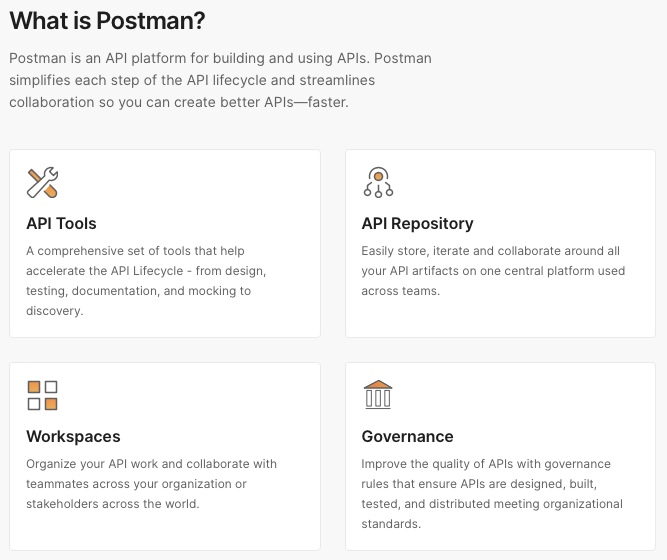 What is Postman?
Postman is an API platform for building and using APIs. Postman
simplifies each step of the API lifecycle and streamlines
collaboration so you can create better APIs—faster.
API Tools
A comprehensive set of tools that help
accelerate the API Lifecycle - from design,
testing, documentation, and mocking to
discovery.
API Repository
Easily store, iterate and collaborate around all
your API artifacts on one central platform used
across teams.
Workspaces
Organize your API work and collaborate with
teammates across your organization or
stakeholders across the world.
Governance
Improve the quality of APIs with governance
rules that ensure APIs are designed, built,
tested, and distributed meeting organizational
standards.